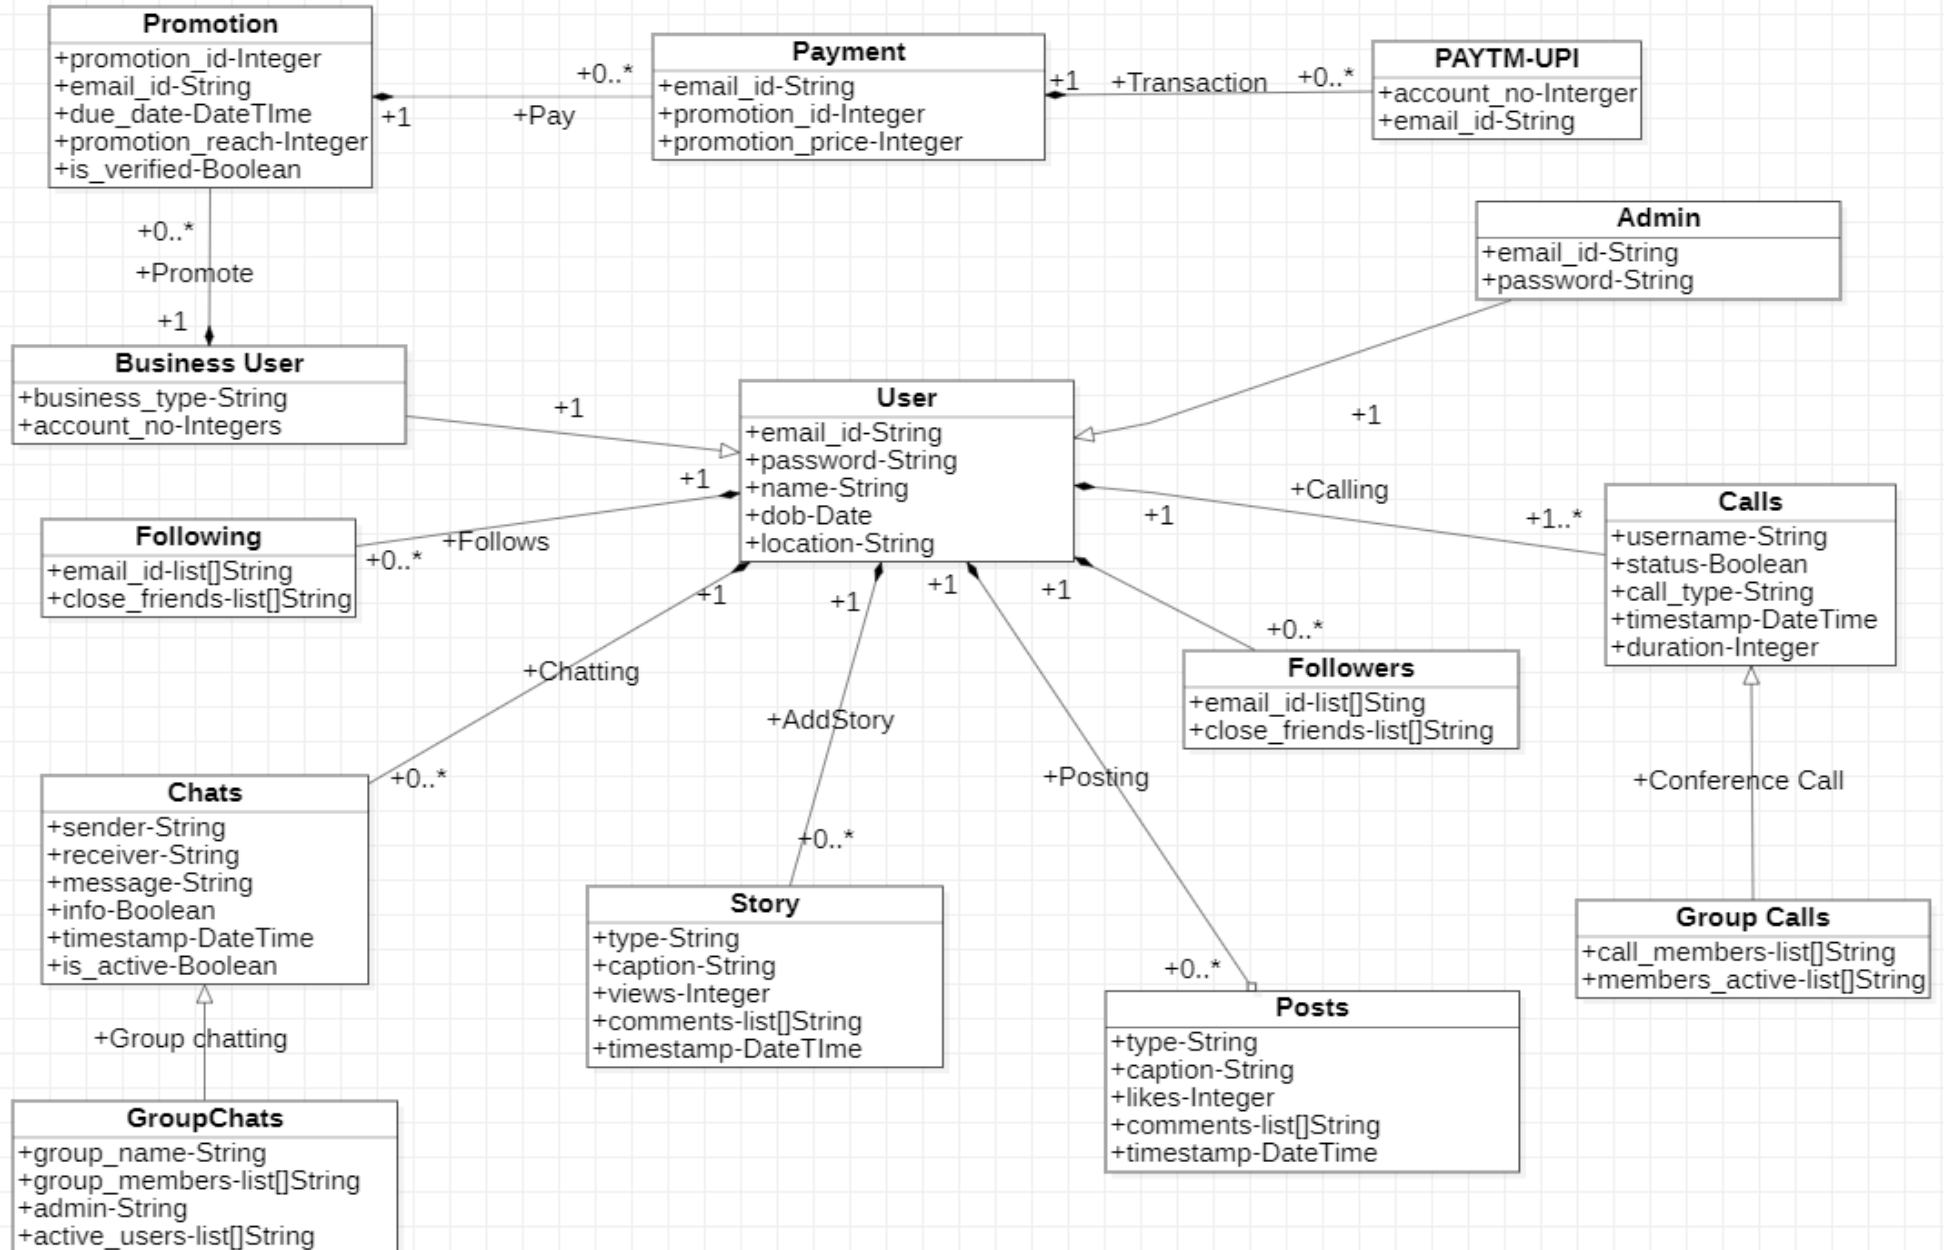 Promotion
+promotion_id-Integer
+email_id-String
+due_date-DateTIme
+promotion_reach-Integer
+is_verified-Boolean
+1
+Pay
+0..*
Payment
+email_id-String
+promotion_id-Integer
+promotion_price-Integer
+1
+Transaction
+0..*
PAYTM-UPI
+account_no-Interger
+email_id-String
+0..*
+Promote
+1
Admin
+email_id-String
+password-String
+1
Business User
+business_type-String
+account_no-Integers
+1
User
+email_id-String
+password-String
+name-String
+dob-Date
+location-String
+1
+Follows
+0..*
Following
+email_id-list[]String
+close_friends-list[]String
+Calling
+1
+1..*
Calls
+username-String
+status-Boolean
+call_type-String
+timestamp-DateTime
+duration-Integer
+1
+1
+1
+1
+0..*
Followers
+email_id-list[]Sting
+close_friends-list[]String
+Chatting
+0..*
+AddStory
+0..*
+Posting
+0..*
+Conference Call
Chats
+sender-String
+receiver-String
+message-String
+info-Boolean
+timestamp-DateTime
+is_active-Boolean
Story
+type-String
+caption-String
+views-Integer
+comments-list[]String
+timestamp-DateTIme
Group Calls
+call_members-list[]String
+members_active-list[]String
Posts
+type-String
+caption-String
+likes-Integer
+comments-list[]String
+timestamp-DateTime
+Group chatting
GroupChats
+group_name-String
+group_members-list[]String
+admin-String
+active_users-list[]String